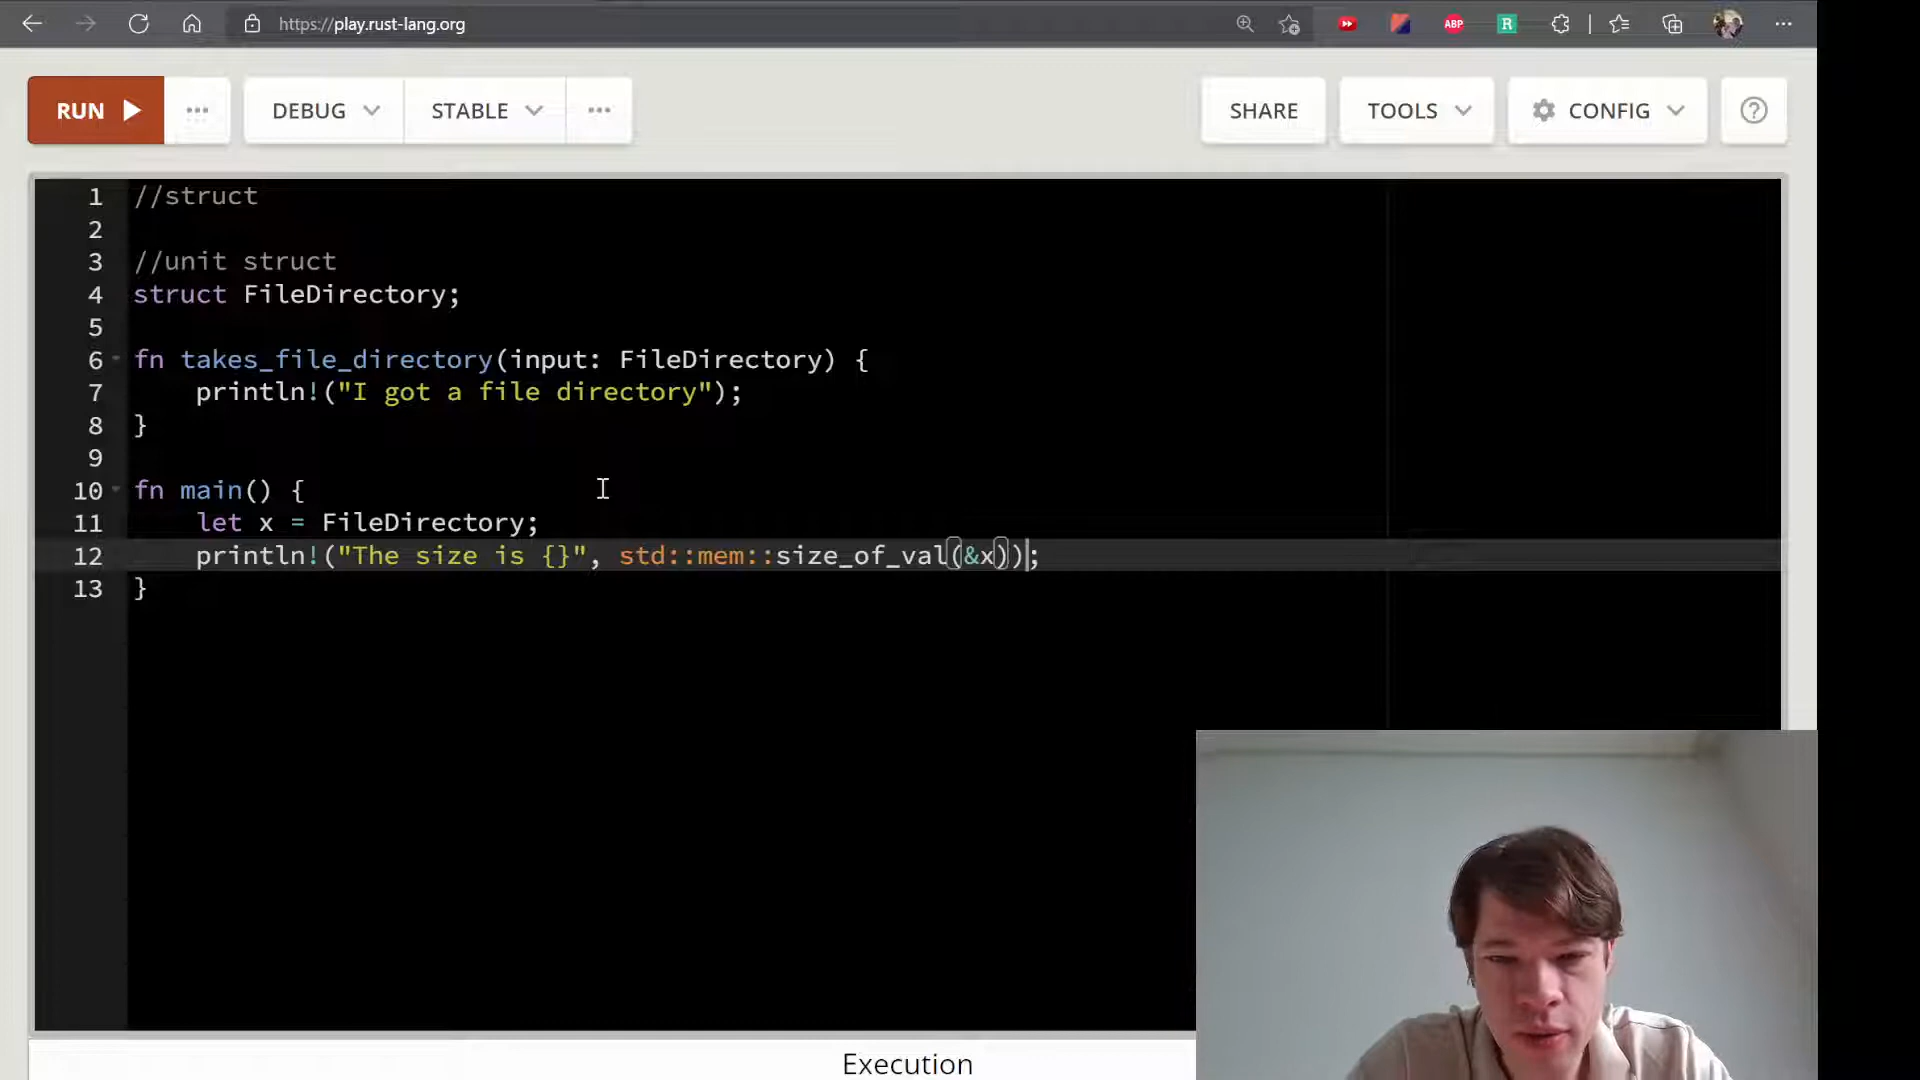 https://play.rust-lang.org
ABP
R
RUN
DEBUG
STABLE
SHARE
TOOLS
CONFIG
1 //struct
2
3 //unit struct
4 struct FileDirectory;
5
6 fn takes_file_directory(input: FileDirectory) {
7 println!("I got a file directory");
8 }
9
10 fn main() {
11 let x = FileDirectory;
12 println!("The size is {}", std::mem::size_of_val(&x));
13 }
Execution